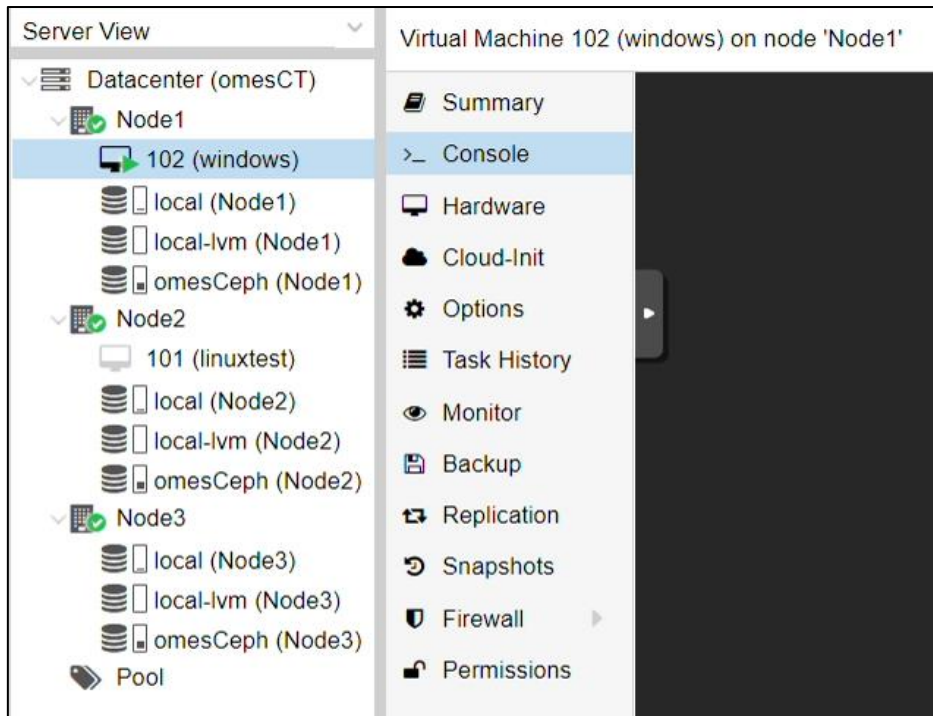 Server View
Datacenter (omesCT)
Node1
102 (windows)
local (Node1)
local-lvm (Node1)
omesCeph (Node1)
Node2
101 (linuxtest)
local (Node2)
local-lvm (Node2)
omesCeph (Node2)
Node3
local (Node3)
local-lvm (Node3)
omesCeph (Node3)
Pool
Virtual Machine 102 (windows) on node 'Node1'
Summary
>_ Console
Hardware
Cloud-Init
Options
Task History
Monitor
Backup
Replication
Snapshots
Firewall
Permissions